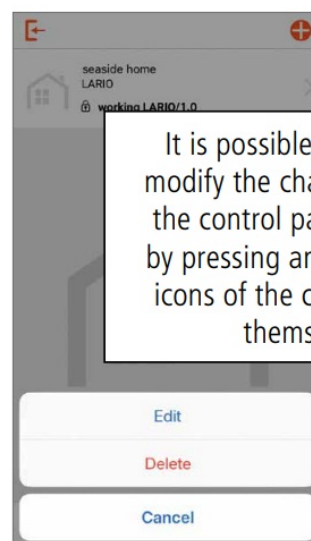 seaside home
LARIO
working LARIO/1.0
It is possible
modify the cha
the control pa
by pressing an
icons of the c
thems
Edit
Delete
Cancel